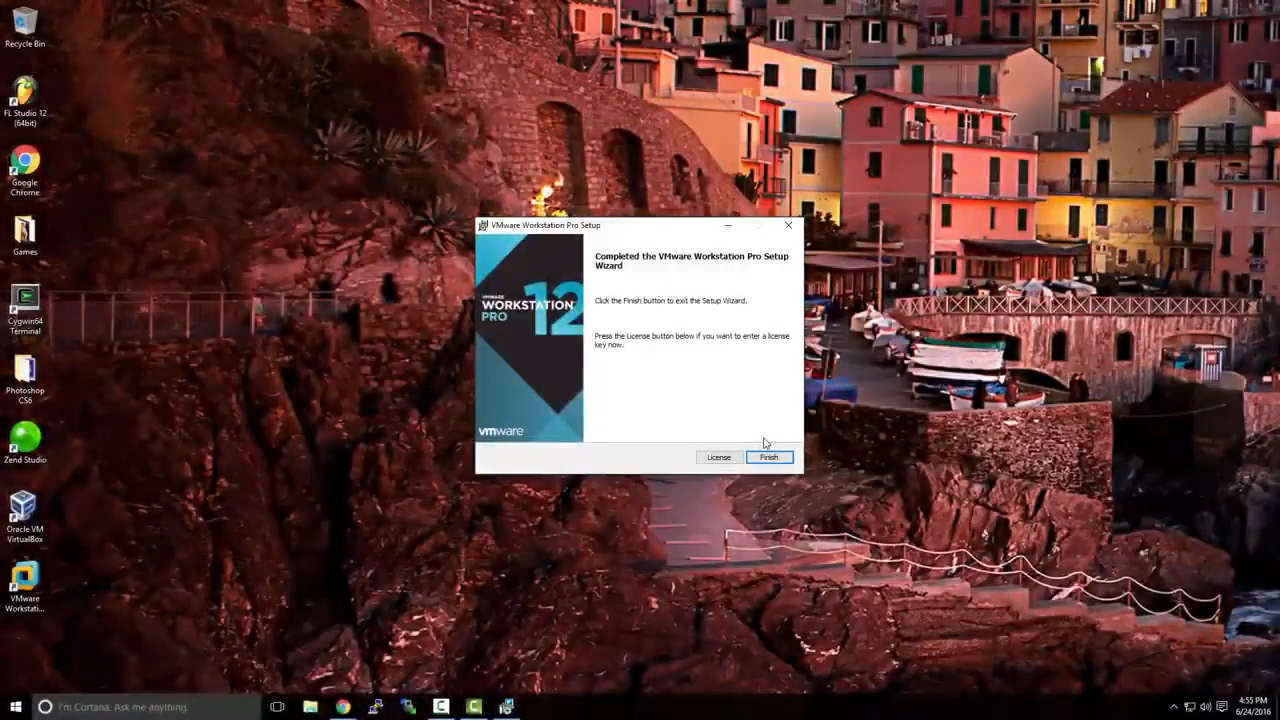 Recycle Bin
FL Studio 12
(64bit)
Google
Chrome
Games
Cygwin64
Terminal
Photoshop
CS6
Zend Studio
Oracle VM
VirtualBox
VMware
Workstati...
VMware Workstation Pro Setup
VMWARE
WORKSTATION
PRO
12
vmware
Completed the VMware Workstation Pro Setup
Wizard
Click the Finish button to exit the Setup Wizard.
Press the License button below if you want to enter a license
key now.
License
Finish
I'm Cortana. Ask me anything.
4:55 PM
6/24/2016